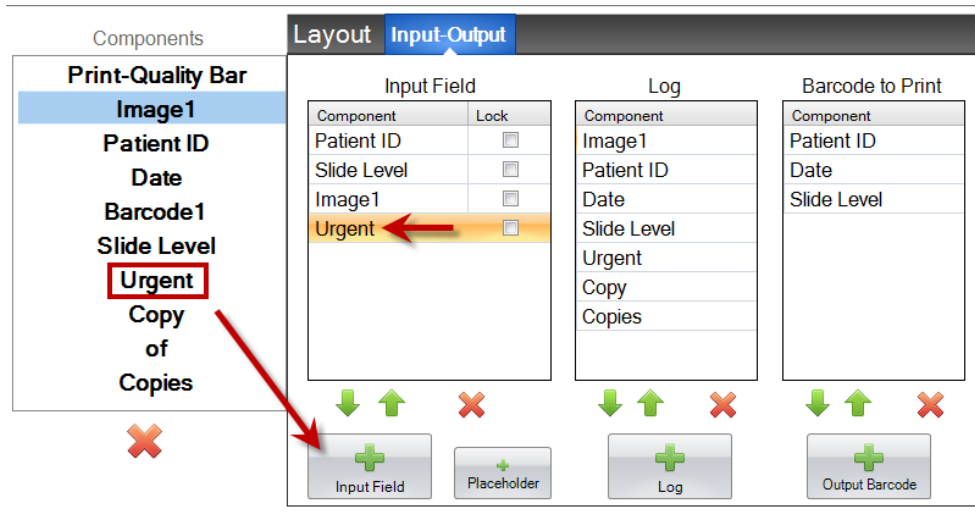 Components
Print-Quality Bar
Image1
Patient ID
Date
Barcode1
Slide Level
Urgent
Copy
of
Copies
Layout Input-Output
Input Field
Component Lock
Patient ID
Slide Level
Image1
Urgent
Input Field
Placeholder
Log
Component
Image1
Patient ID
Date
Slide Level
Urgent
Copy
Copies
Log
Barcode to Print
Component
Patient ID
Date
Slide Level
Output Barcode